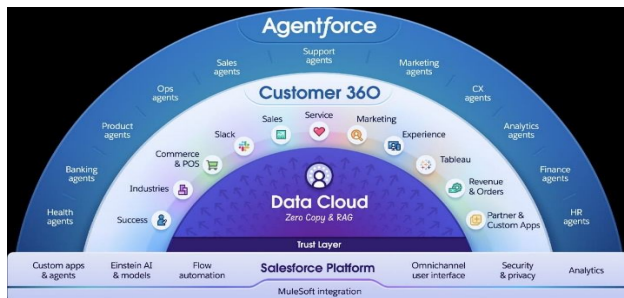 Agentforce
Health
agents
Banking
agents
Product
agents
Ops
agents
Sales
agents
Support
agents
Marketing
agents
CX
agents
Analytics
agents
Finance
agents
HR
agents
Customer 360
Success
Industries
Commerce
& POS
Slack
Sales
Service
Marketing
Experience
Tableau
Revenue
& Orders
Partner &
Custom Apps
Data Cloud
Zero Copy & RAG
Trust Layer
Custom apps
& agents
Einstein AI
& models
Flow
automation
Salesforce Platform
Omnichannel
user interface
Security
& privacy
Analytics
MuleSoft integration